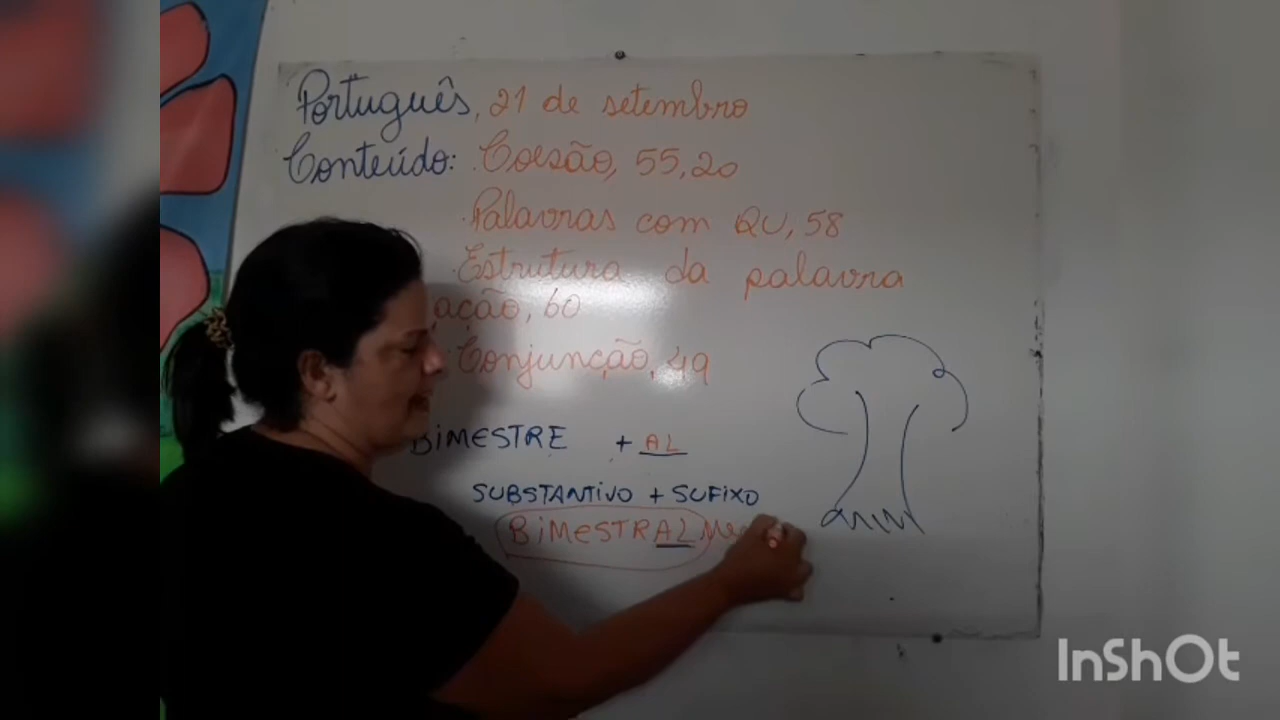 Português, 21 de setembro
Conteúdo: . Coesão, 55, 20
. Palavras com QU, 58
. Estrutura da palavra
ação, 60
. Conjunção, 49
BiMESTRE + AL
SUBSTANTIVO + SUFIXO
BiMESTRAL
InShOt